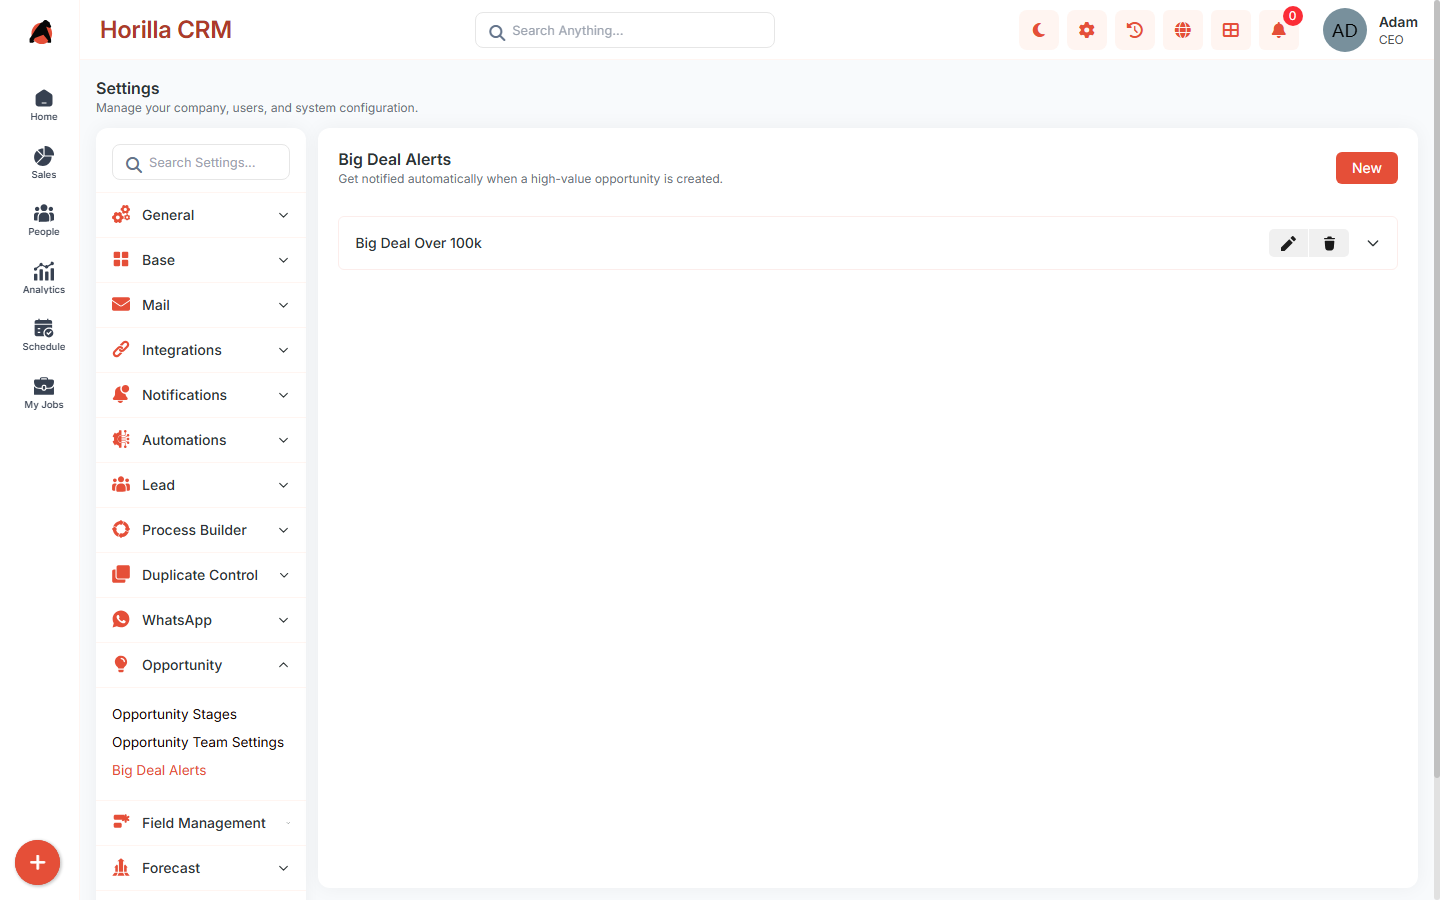 Horilla CRM
Search Anything...
0
AD
Adam
CEO
Home
Sales
People
Analytics
Schedule
My Jobs
Settings
Manage your company, users, and system configuration.
Search Settings...
General
Base
Mail
Integrations
Notifications
Automations
Lead
Process Builder
Duplicate Control
WhatsApp
Opportunity
Opportunity Stages
Opportunity Team Settings
Big Deal Alerts
Field Management
Forecast
Big Deal Alerts
Get notified automatically when a high-value opportunity is created.
New
Big Deal Over 100k